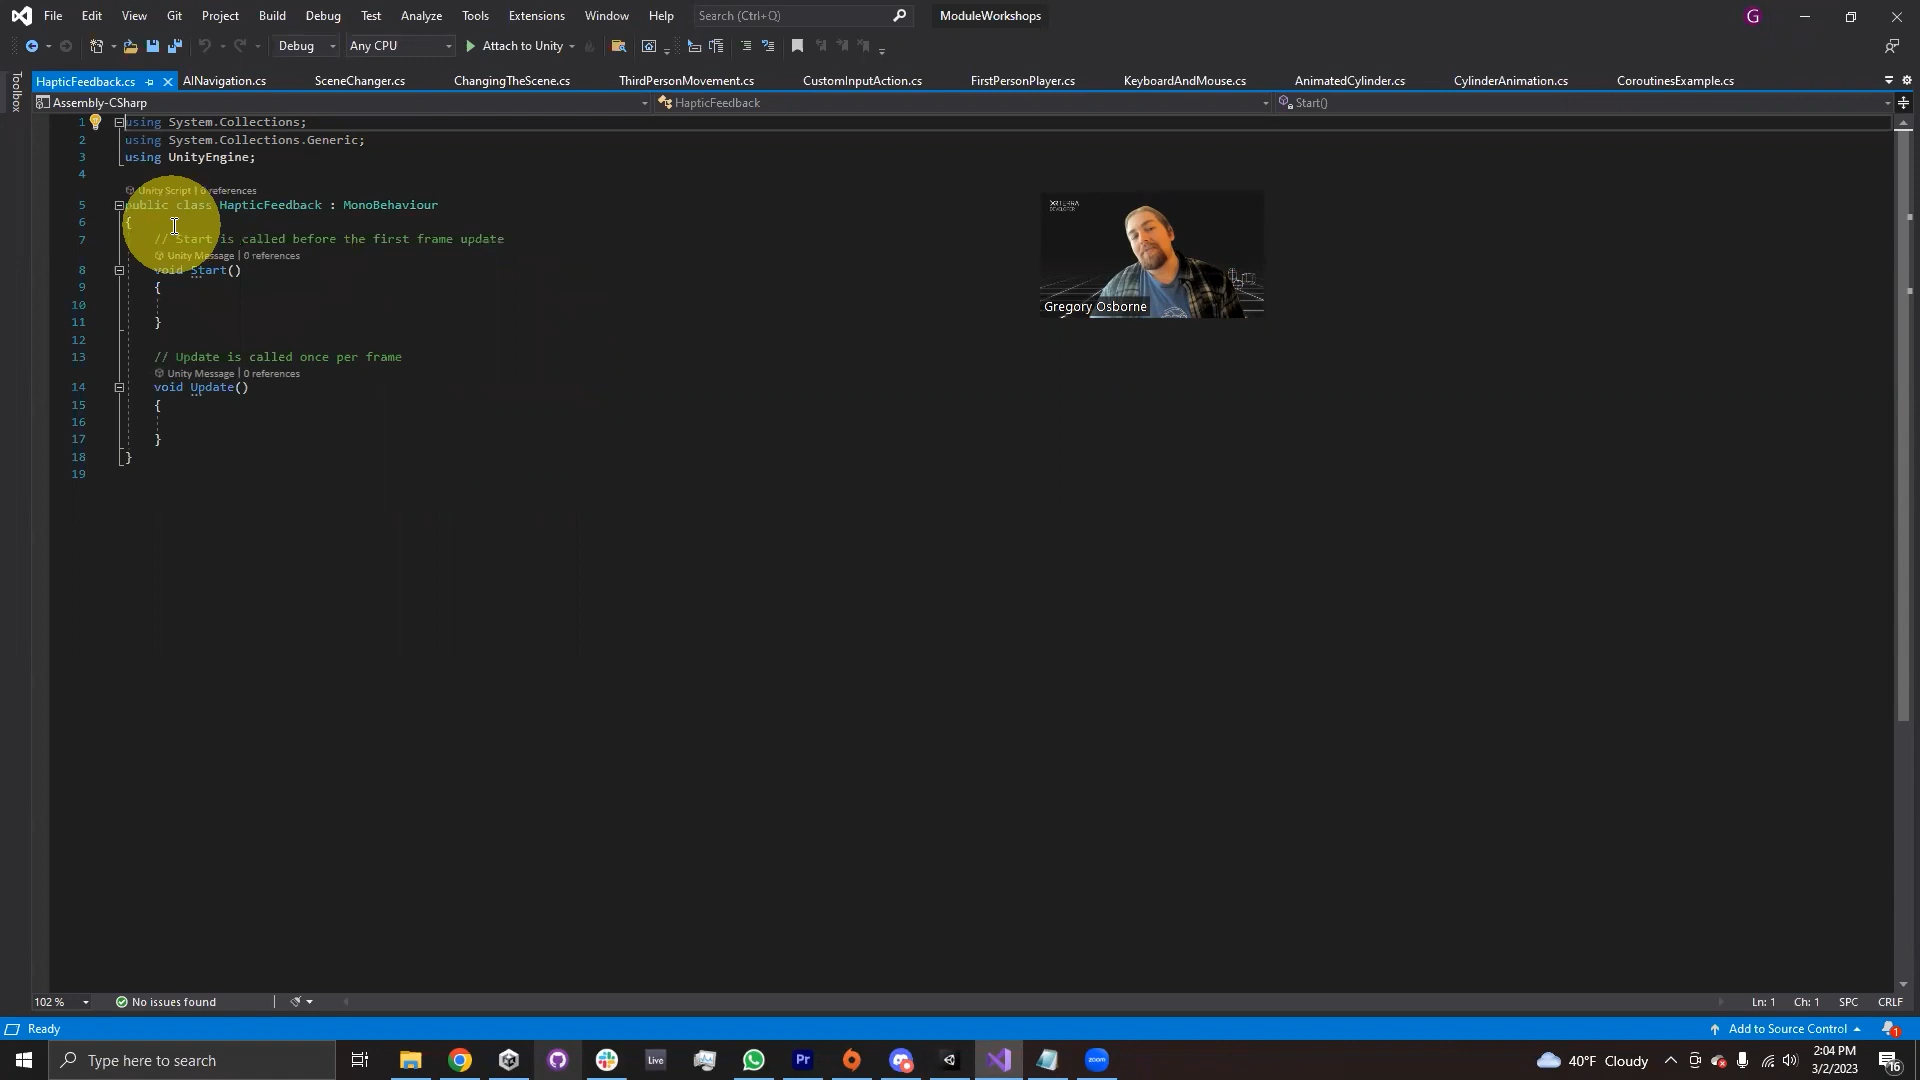 File Edit View Git Project Build Debug Test Analyze Tools Extensions Window Help Search (Ctrl+Q) ModuleWorkshops G
Debug Any CPU Attach to Unity
Toolbox
HapticFeedback.cs AINavigation.cs SceneChanger.cs ChangingTheScene.cs ThirdPersonMovement.cs CustomInputAction.cs FirstPersonPlayer.cs KeyboardAndMouse.cs AnimatedCylinder.cs CylinderAnimation.cs CoroutinesExample.cs
Assembly-CSharp HapticFeedback Start()
1 using System.Collections;
2 using System.Collections.Generic;
3 using UnityEngine;
4
Unity Script | 0 references
5 public class HapticFeedback : MonoBehaviour
6 {
7 // Start is called before the first frame update
Unity Message | 0 references
8 void Start()
9 {
10
11 }
12
13 // Update is called once per frame
Unity Message | 0 references
14 void Update()
15 {
16
17 }
18 }
19
XRTERRA
DEVELOPER
Gregory Osborne
102 % No issues found Ln: 1 Ch: 1 SPC CRLF
Ready Add to Source Control 1
Type here to search Live Pr zoom 40°F Cloudy 2:04 PM
3/2/2023 16